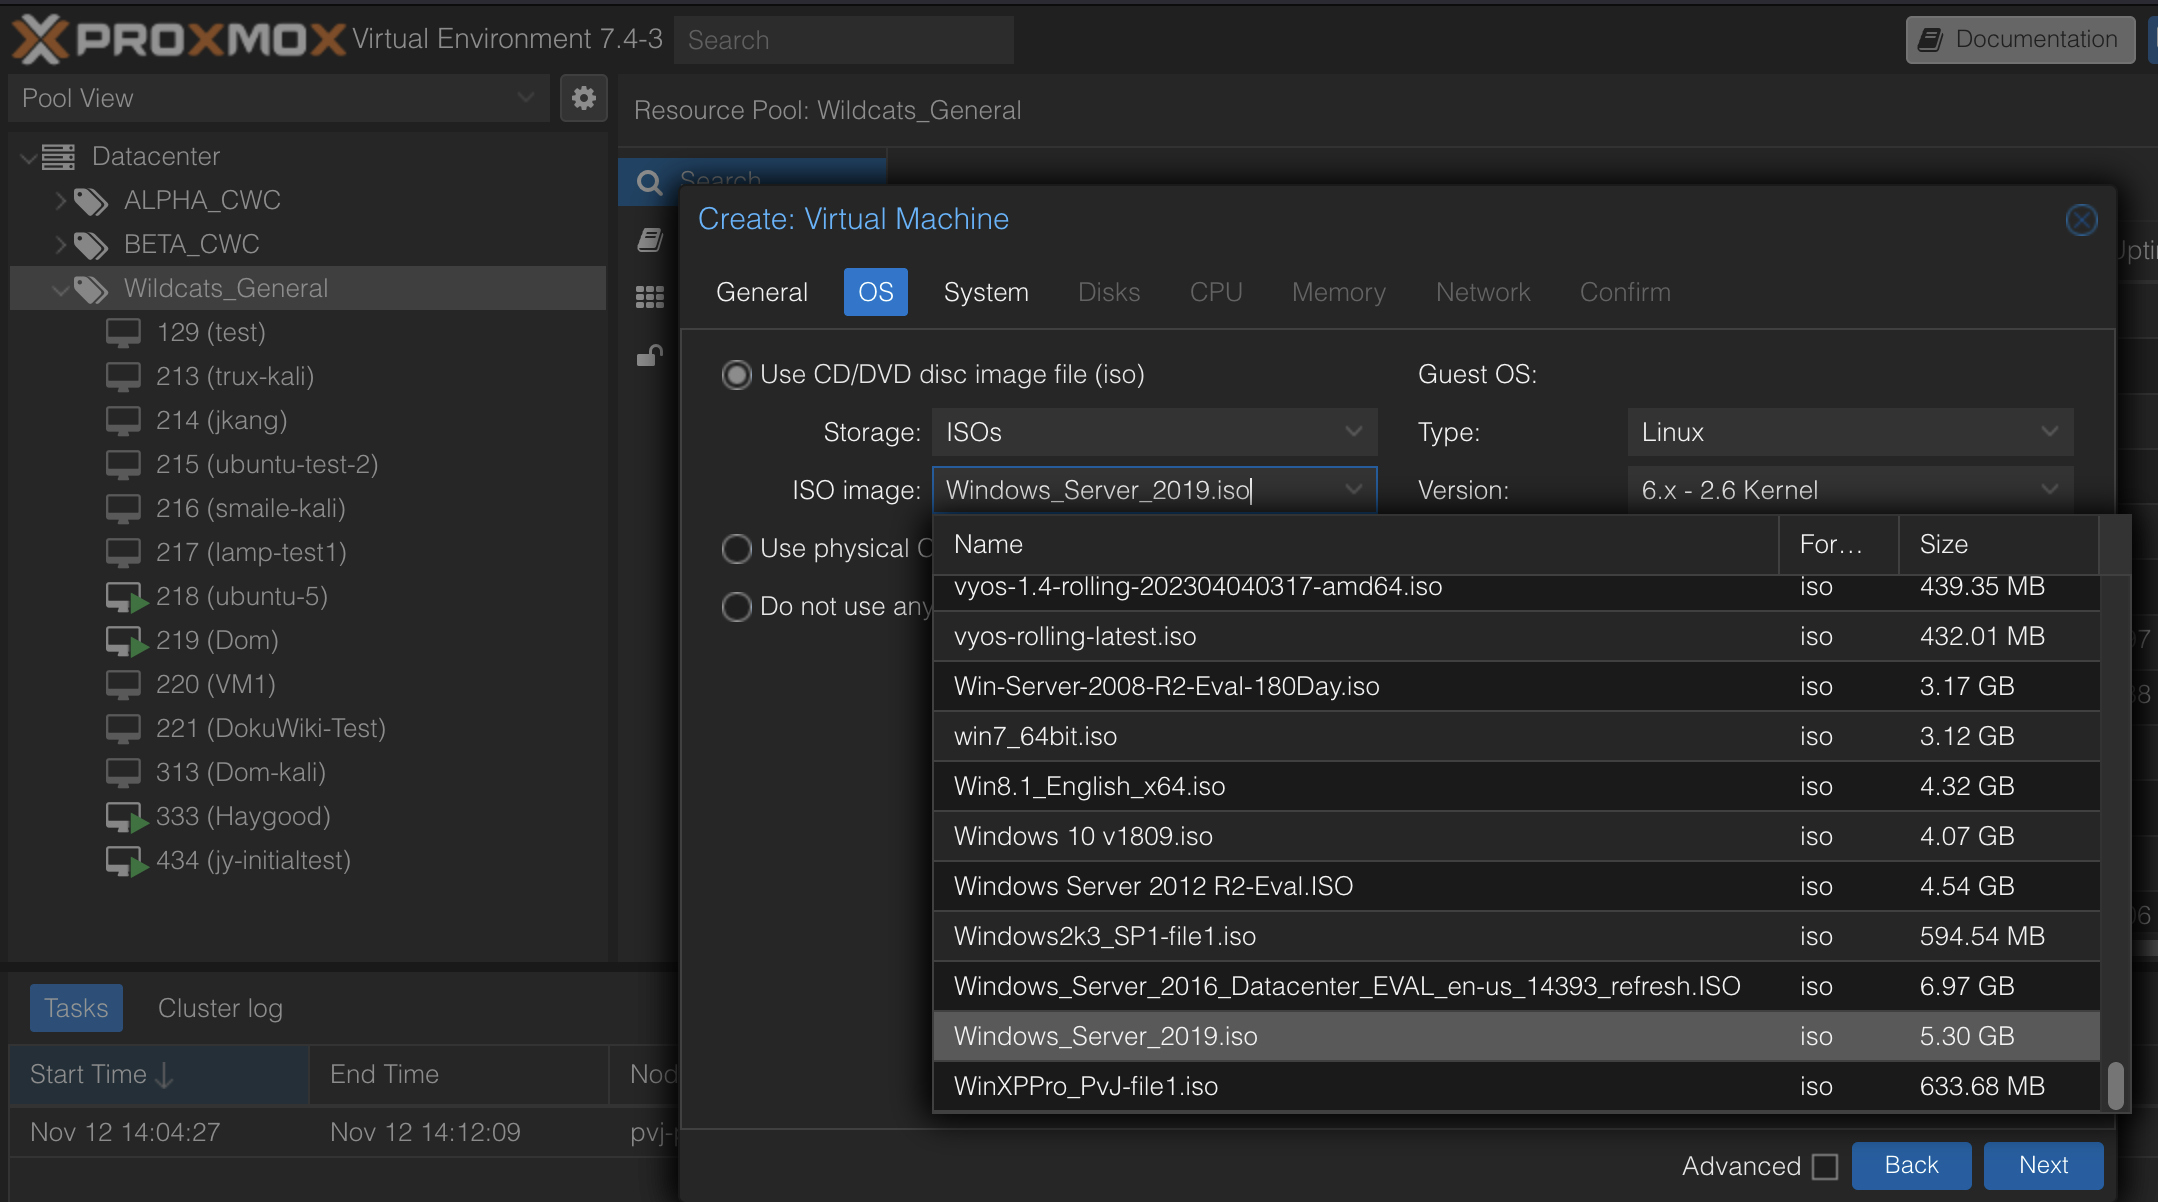 PROXMOX Virtual Environment 7.4-3 Search Documentation
Pool View
Resource Pool: Wildcats_General
Datacenter
ALPHA_CWC
BETA_CWC
Wildcats_General
129 (test)
213 (trux-kali)
214 (jkang)
215 (ubuntu-test-2)
216 (smaile-kali)
217 (lamp-test1)
218 (ubuntu-5)
219 (Dom)
220 (VM1)
221 (DokuWiki-Test)
313 (Dom-kali)
333 (Haygood)
434 (jy-initialtest)
Search
Create: Virtual Machine
General OS System Disks CPU Memory Network Confirm
Use CD/DVD disc image file (iso)
Storage: ISOs
ISO image: Windows_Server_2019.iso
Use physical
Do not use any
Guest OS:
Type: Linux
Version: 6.x - 2.6 Kernel
Name For... Size
vyos-1.4-rolling-202304040317-amd64.iso iso 439.35 MB
vyos-rolling-latest.iso iso 432.01 MB
Win-Server-2008-R2-Eval-180Day.iso iso 3.17 GB
win7_64bit.iso iso 3.12 GB
Win8.1_English_x64.iso iso 4.32 GB
Windows 10 v1809.iso iso 4.07 GB
Windows Server 2012 R2-Eval.ISO iso 4.54 GB
Windows2k3_SP1-file1.iso iso 594.54 MB
Windows_Server_2016_Datacenter_EVAL_en-us_14393_refresh.ISO iso 6.97 GB
Windows_Server_2019.iso iso 5.30 GB
WinXPPro_PvJ-file1.iso iso 633.68 MB
Advanced Back Next
Tasks Cluster log
Start Time End Time Nod
Nov 12 14:04:27 Nov 12 14:12:09 pvj-